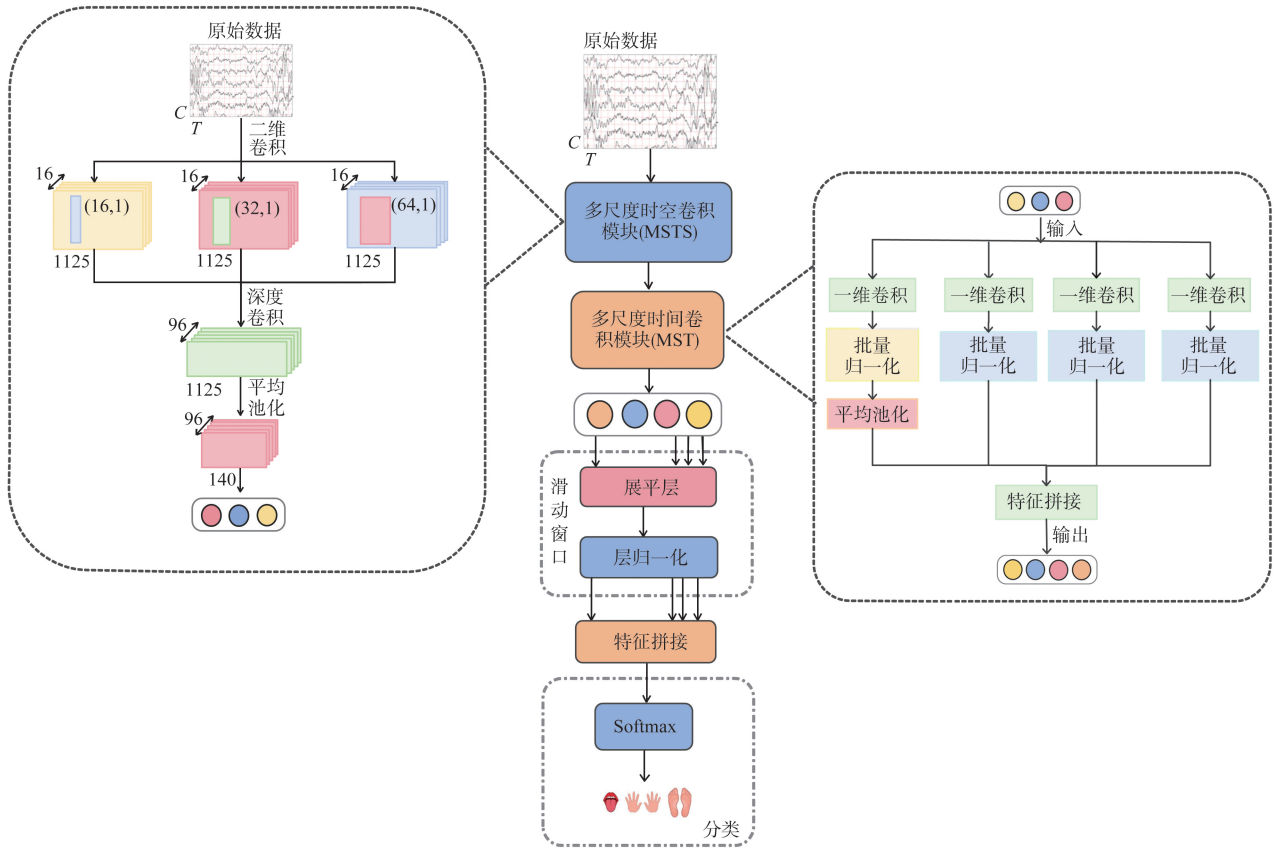 原始数据
C
T
二维
卷积
16
16
16
(16,1)
(32,1)
(64,1)
1125
1125
1125
深度
卷积
96
1125
平均
池化
96
140
原始数据
C
T
多尺度时空卷积
模块(MSTS)
多尺度时间卷
积模块(MST)
滑动窗口
展平层
层归一化
特征拼接
Softmax
分类
输入
一维卷积
一维卷积
一维卷积
一维卷积
批量
归一化
批量
归一化
批量
归一化
批量
归一化
平均池化
特征拼接
输出